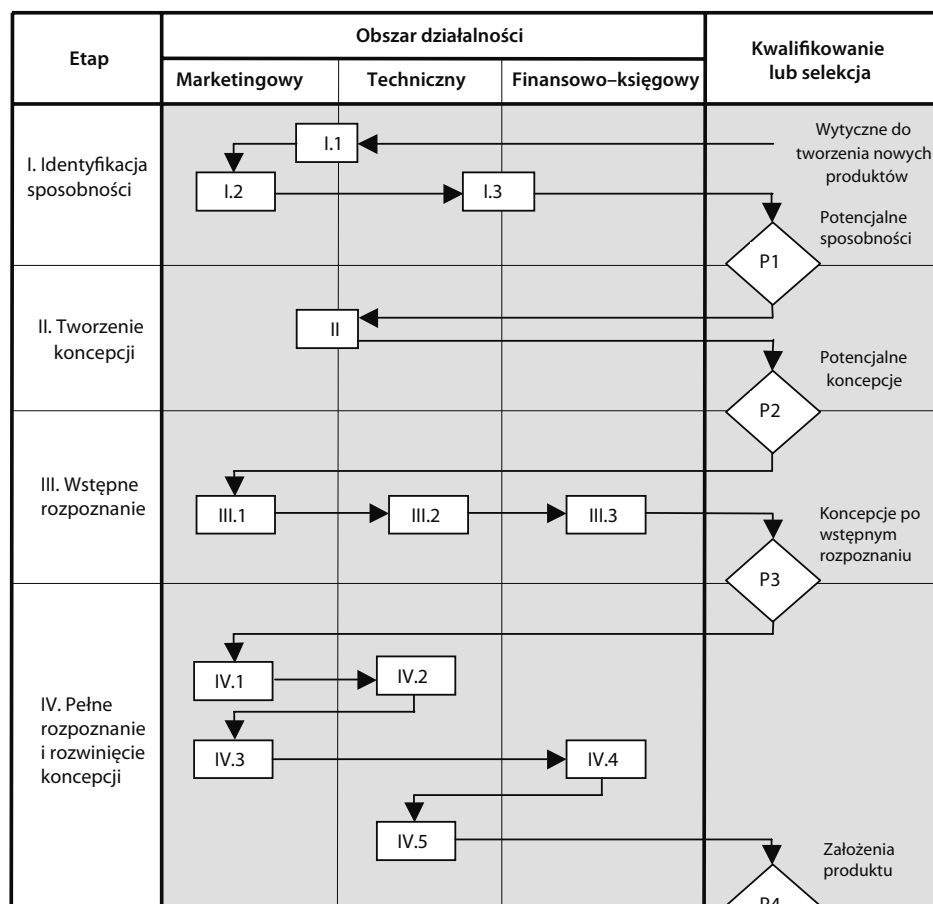 Etap
Obszar działalności
Kwalifikowanie
lub selekcja
Marketingowy
Techniczny
Finansowo–księgowy
I. Identyfikacja
sposobności
I.1
Wytyczne do
tworzenia nowych
produktów
I.2
I.3
Potencjalne
sposobności
P1
II. Tworzenie
koncepcji
II
Potencjalne
koncepcje
P2
III. Wstępne
rozpoznanie
III.1
III.2
III.3
Koncepcje po
wstępnym
rozpoznaniu
P3
IV. Pełne
rozpoznanie
i rozwinięcie
koncepcji
IV.1
IV.2
IV.3
IV.4
IV.5
Założenia
produktu
P4